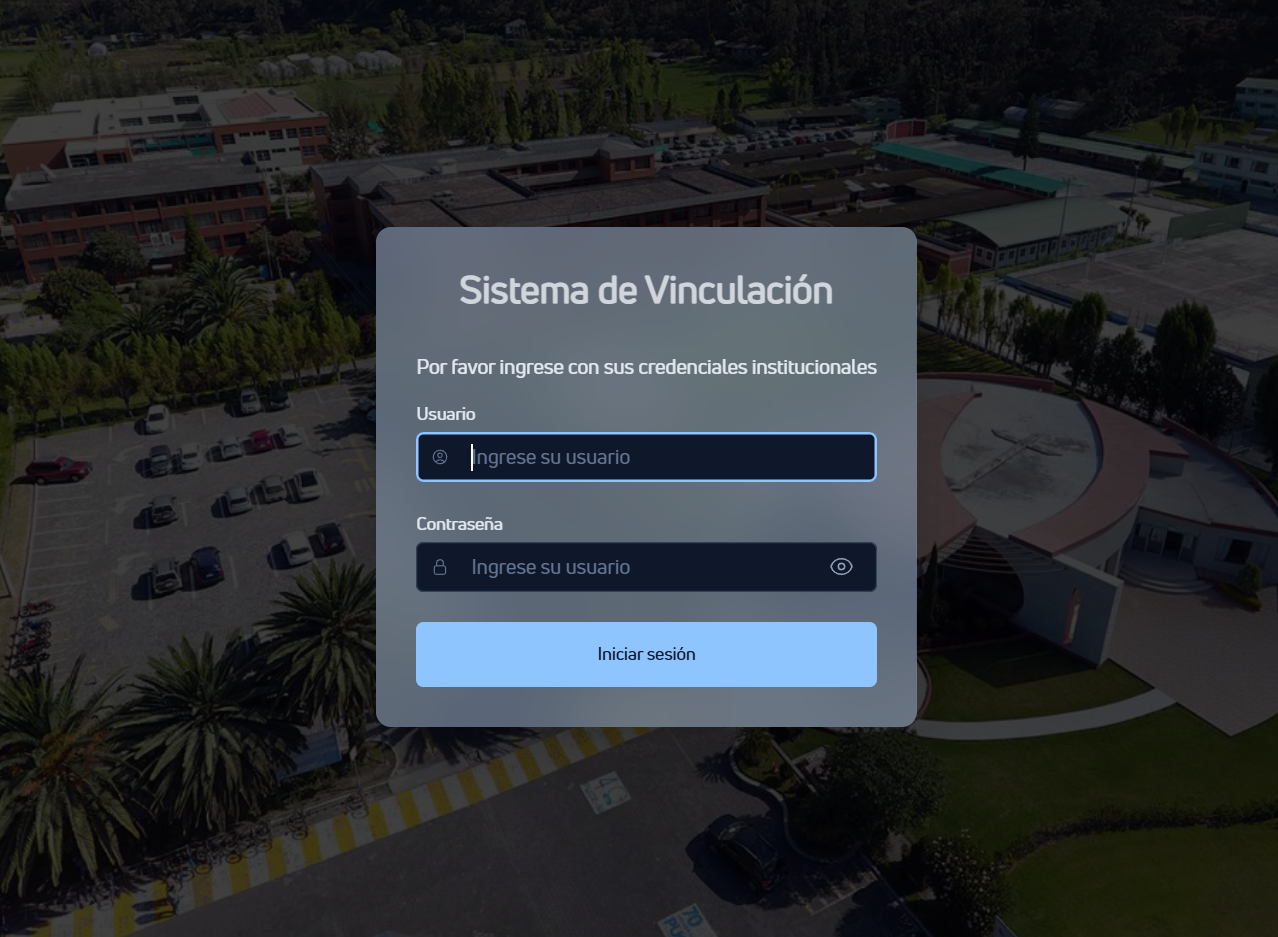 Sistema de Vinculación
Por favor ingrese con sus credenciales institucionales
Usuario
Ingrese su usuario
Contraseña
Ingrese su usuario
Iniciar sesión
70